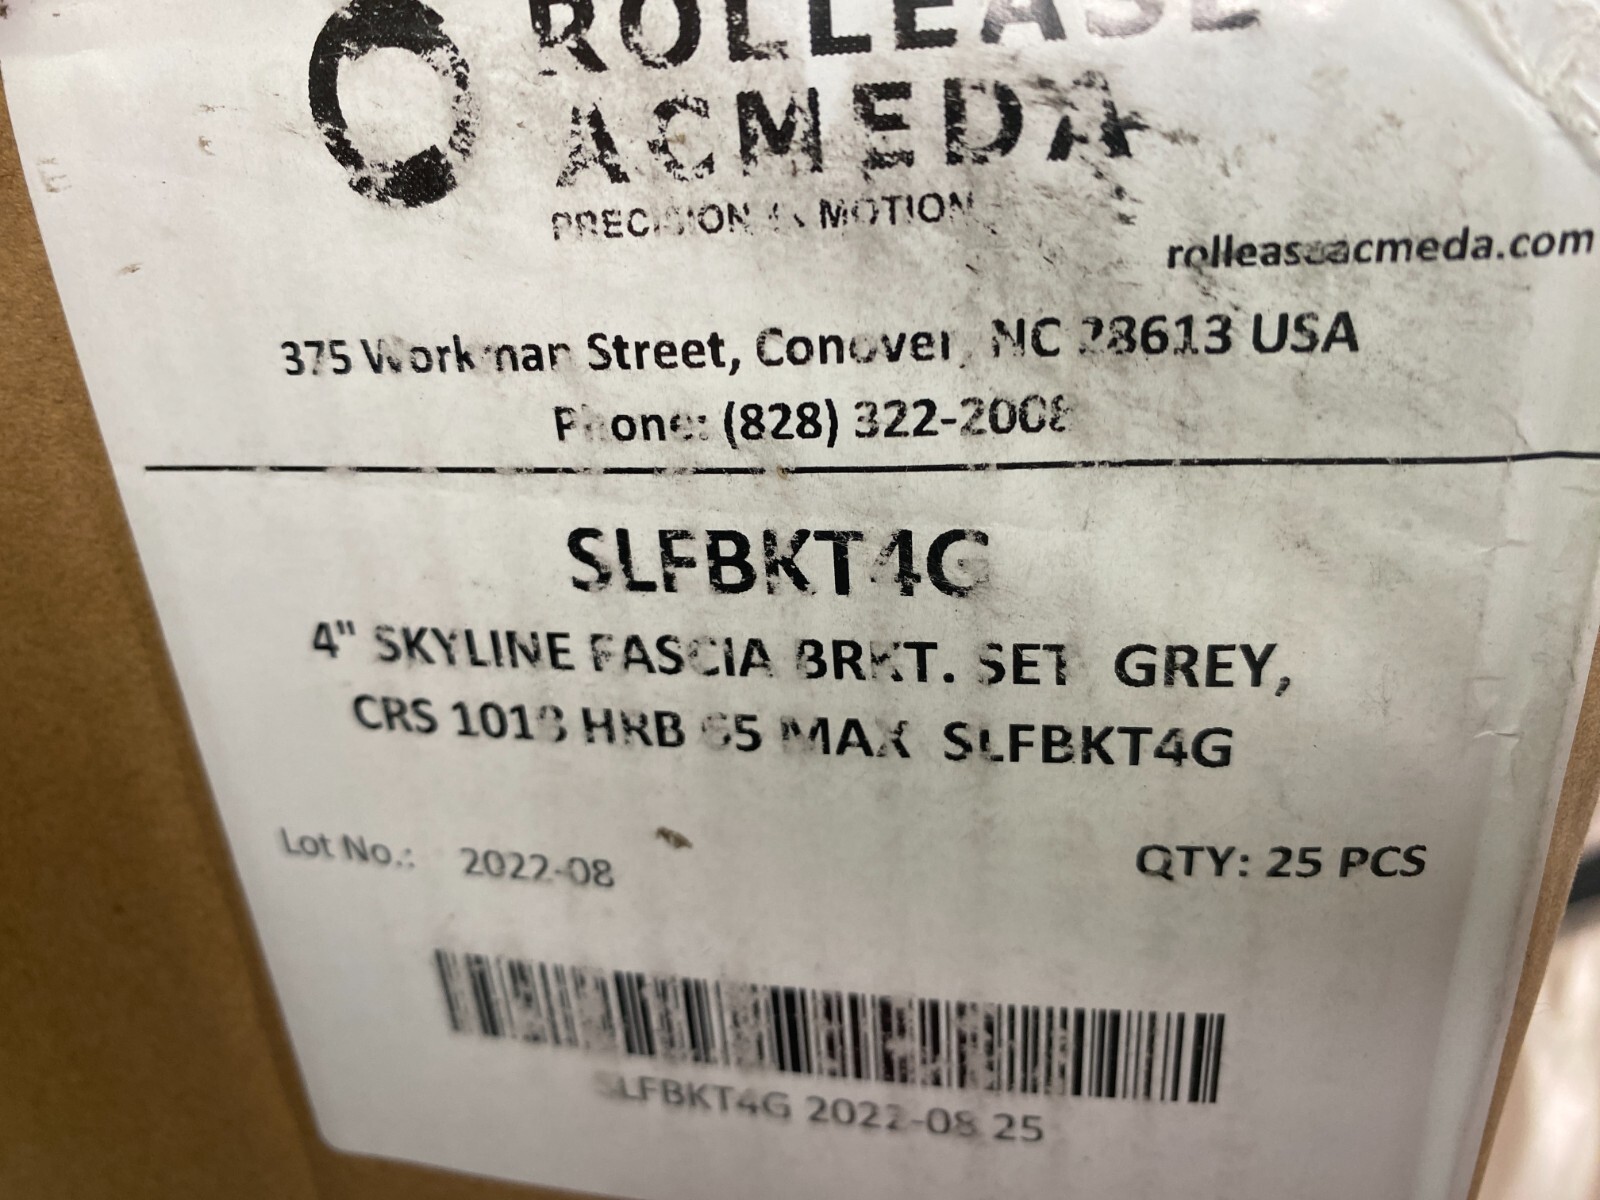 ROLLEASE
ACMEDA
PRECISION IN MOTION
rolleaseacmeda.com
375 Workman Street, Conover, NC 28613 USA
Phone: (828) 322-2008
SLFBKT4G
4" SKYLINE FASCIA BRKT. SET GREY,
CRS 1018 HRB 65 MAX SLFBKT4G
Lot No.: 2022-08
QTY: 25 PCS
SLFBKT4G 2022-08 25